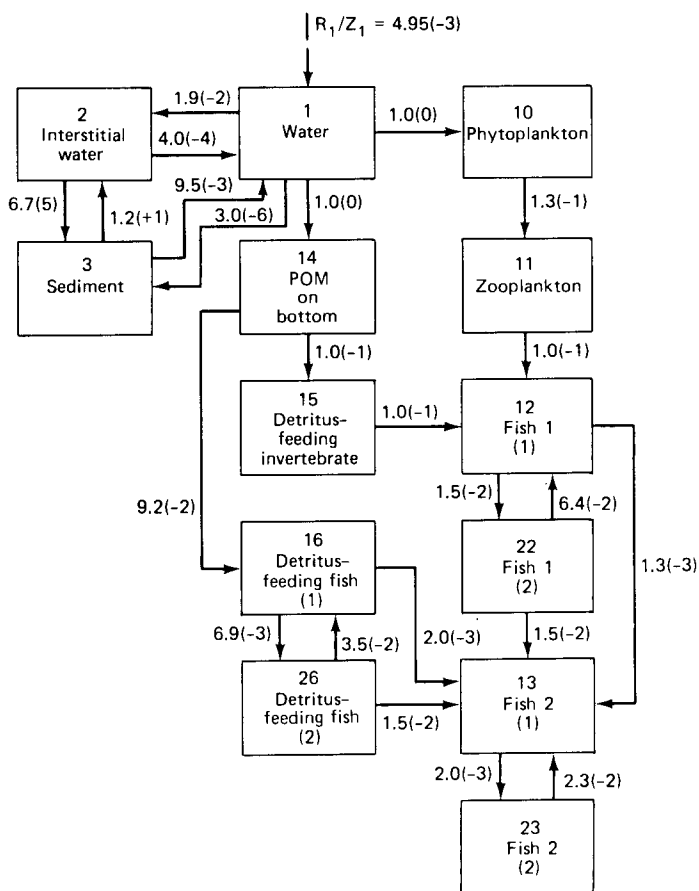 R1/Z1 = 4.95(-3)
1.9(-2)
2
Interstitial
water
1
Water
1.0(0)
10
Phytoplankton
4.0(-4)
6.7(5)
1.2(+1)
9.5(-3)
3.0(-6)
1.0(0)
1.3(-1)
3
Sediment
14
POM
on
bottom
11
Zooplankton
1.0(-1)
1.0(-1)
15
Detritus-
feeding
invertebrate
1.0(-1)
12
Fish 1
(1)
9.2(-2)
1.5(-2)
6.4(-2)
16
Detritus-
feeding fish
(1)
22
Fish 1
(2)
1.3(-3)
6.9(-3)
3.5(-2)
2.0(-3)
1.5(-2)
26
Detritus-
feeding fish
(2)
1.5(-2)
13
Fish 2
(1)
2.0(-3)
2.3(-2)
23
Fish 2
(2)